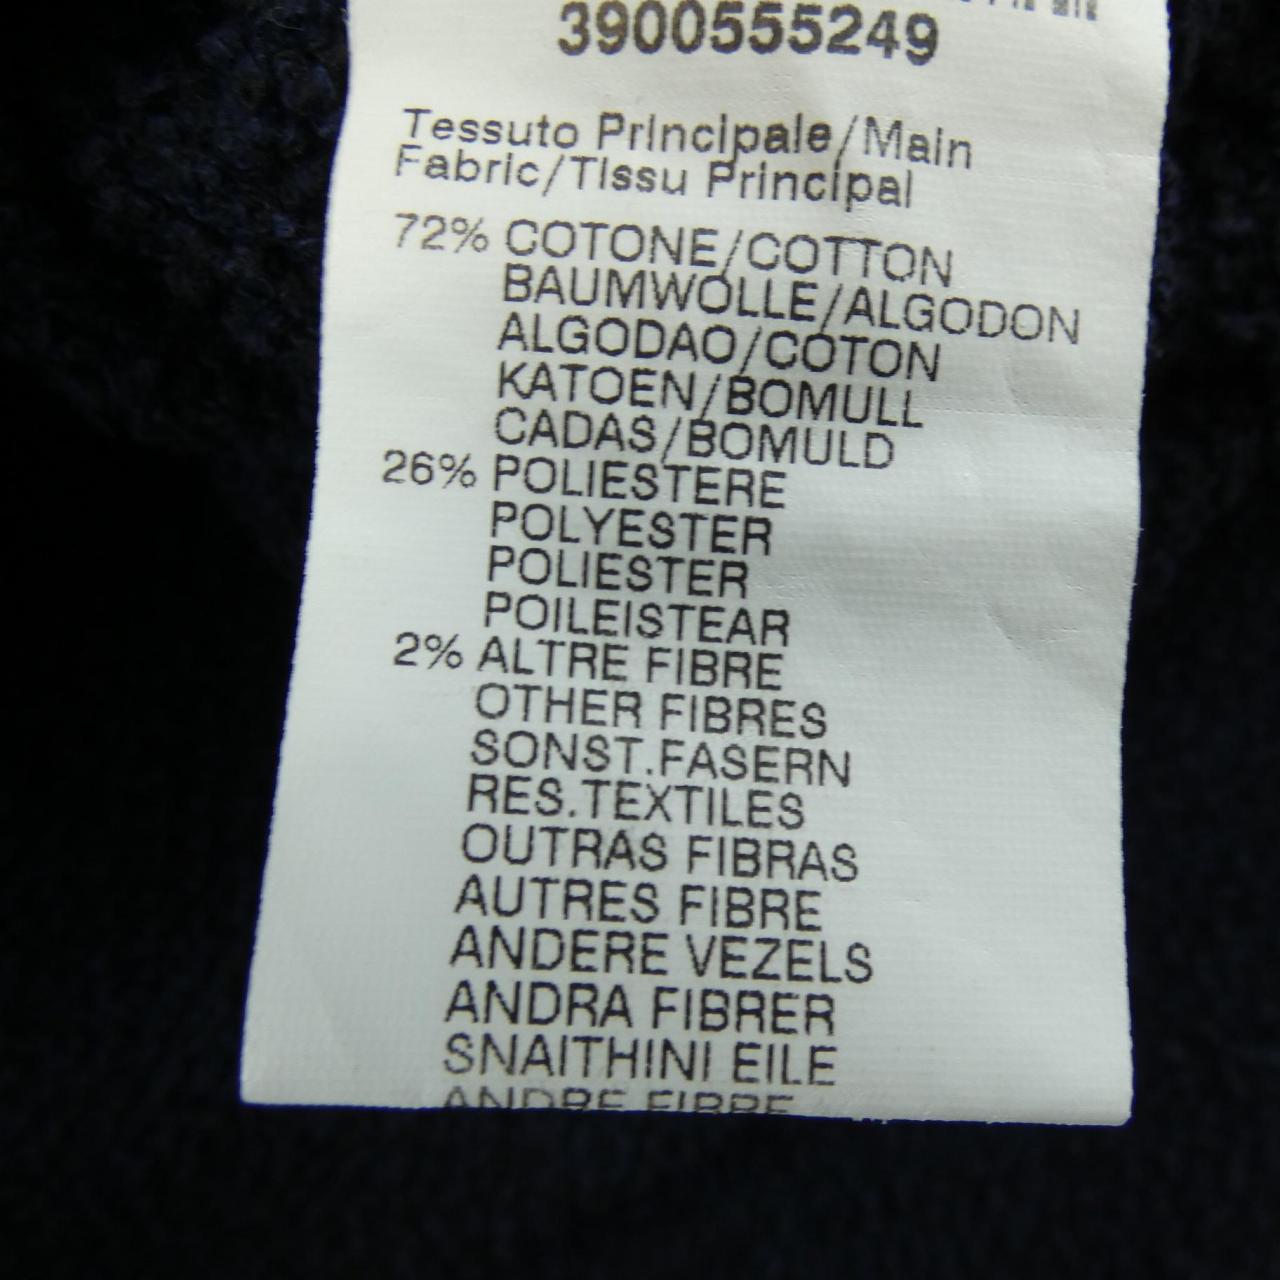 3900555249
Tessuto Principale/Main
Fabric/Tissu Principal
72% COTONE/COTTON
BAUMWOLLE/ALGODON
ALGODAO/COTON
KATOEN/BOMULL
CADAS/BOMULD
26% POLIESTERE
POLYESTER
POLIESTER
POILEISTEAR
2% ALTRE FIBRE
OTHER FIBRES
SONST.FASERN
RES.TEXTILES
OUTRAS FIBRAS
AUTRES FIBRE
ANDERE VEZELS
ANDRA FIBRER
SNAITHINI EILE
ANDRE FIBRE